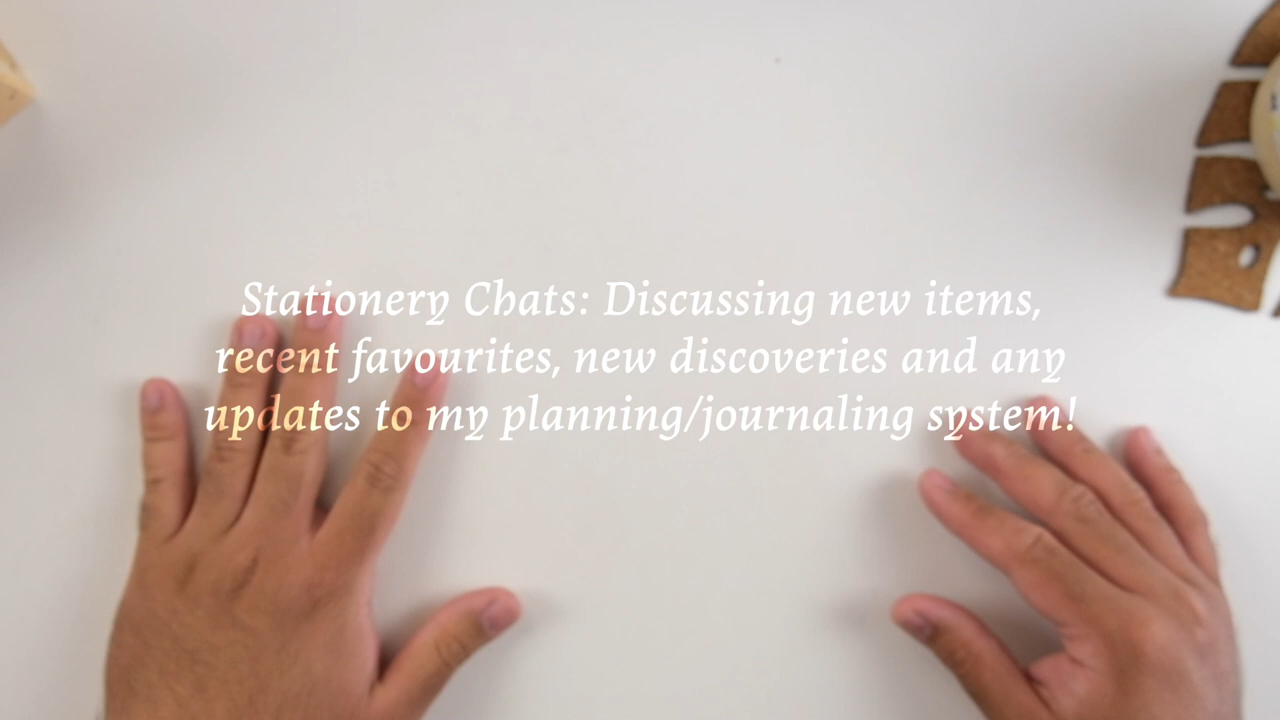 Stationery Chats: Discussing new items,
recent favourites, new discoveries and any
updates to my planning/journaling system!